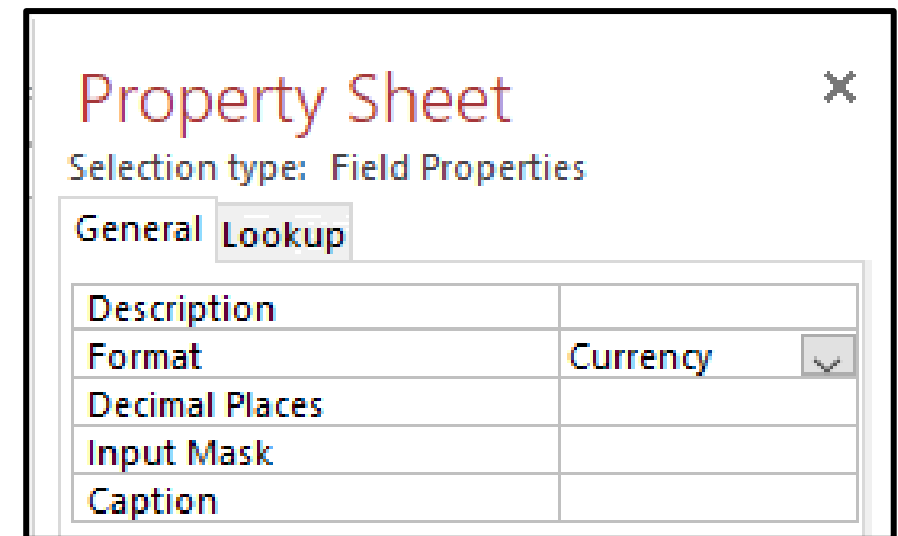 Property Sheet
Selection type: Field Properties
General Lookup
Description
Format Currency
Decimal Places
Input Mask
Caption